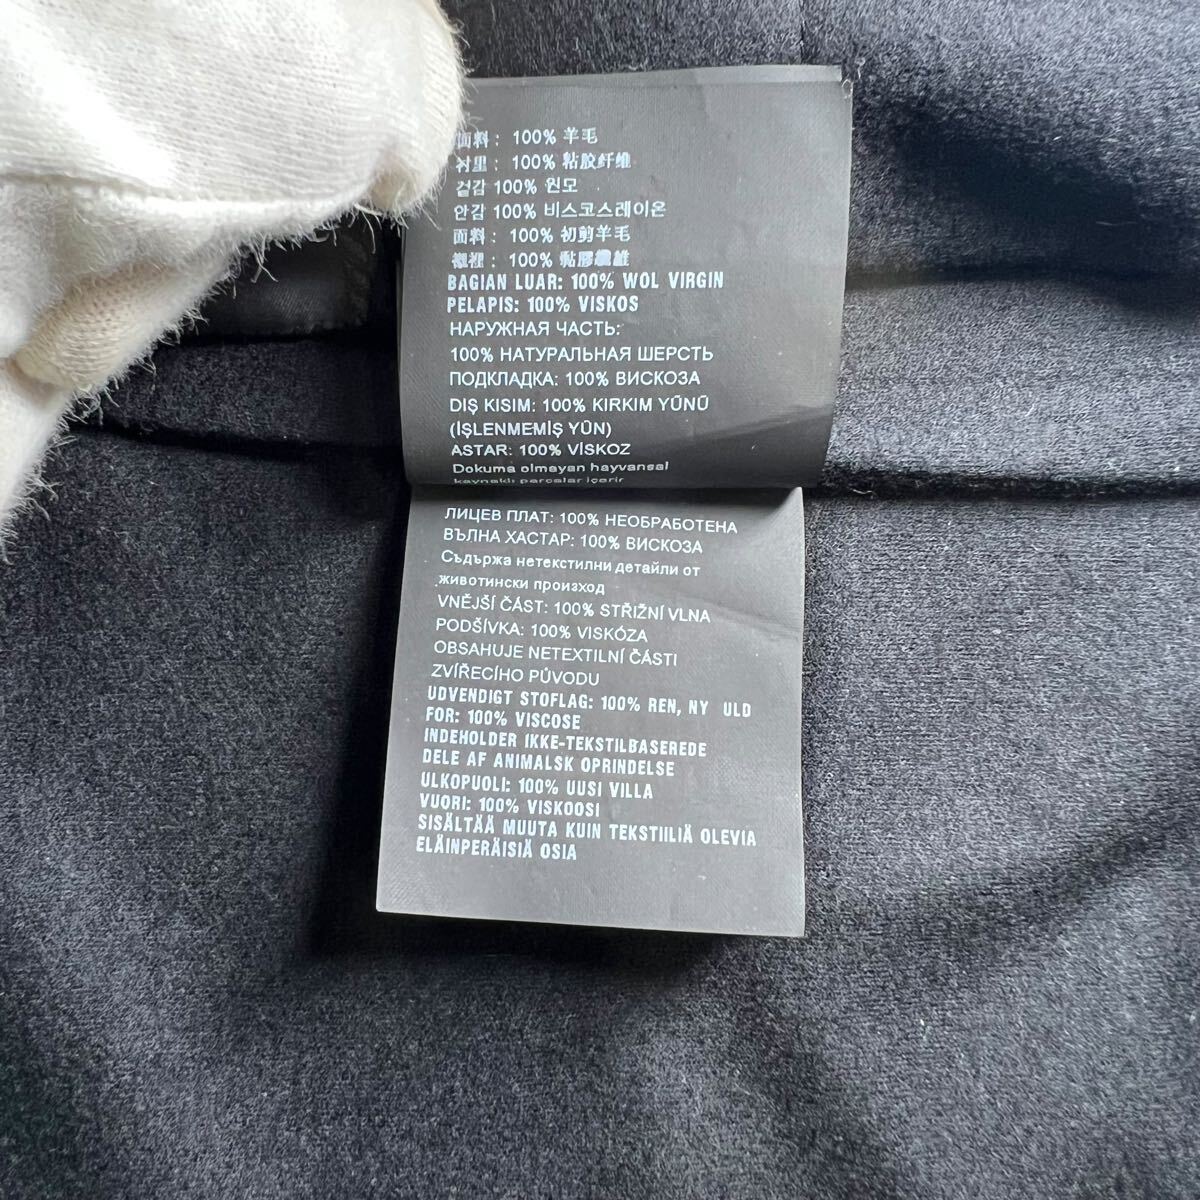 面料: 100% 羊毛
衬里: 100% 粘胶纤维
겉감 100% 원모
안감 100% 비스코스레이온
面料: 100% 初剪羊毛
襯裡: 100% 黏膠纖維
BAGIAN LUAR: 100% WOL VIRGIN
PELAPIS: 100% VISKOS
НАРУЖНАЯ ЧАСТЬ:
100% НАТУРАЛЬНАЯ ШЕРСТЬ
ПОДКЛАДКА: 100% ВИСКОЗА
DIŞ KISIM: 100% KIRKIM YÜNÜ
(İŞLENMEMİŞ YÜN)
ASTAR: 100% VİSKOZ
Dokuma olmayan hayvansal
kaynaklı parçalar içerir
ЛИЦЕВ ПЛАТ: 100% НЕОБРАБОТЕНА
ВЪЛНА ХАСТАР: 100% ВИСКОЗА
Съдържа нетекстилни детайли от
животински произход
VNĚJŠÍ ČÁST: 100% STŘIŽNÍ VLNA
PODŠÍVKA: 100% VISKÓZA
OBSAHUJE NETEXTILNÍ ČÁSTI
ZVÍŘECÍHO PŮVODU
UDVENDIGT STOFLAG: 100% REN, NY ULD
FOR: 100% VISCOSE
INDEHOLDER IKKE-TEKSTILBASEREDE
DELE AF ANIMALSK OPRINDELSE
ULKOPUOLI: 100% UUSI VILLA
VUORI: 100% VISKOOSI
SISÄLTÄÄ MUUTA KUIN TEKSTIILIÄ OLEVIA
ELÄINPERÄISIÄ OSIA